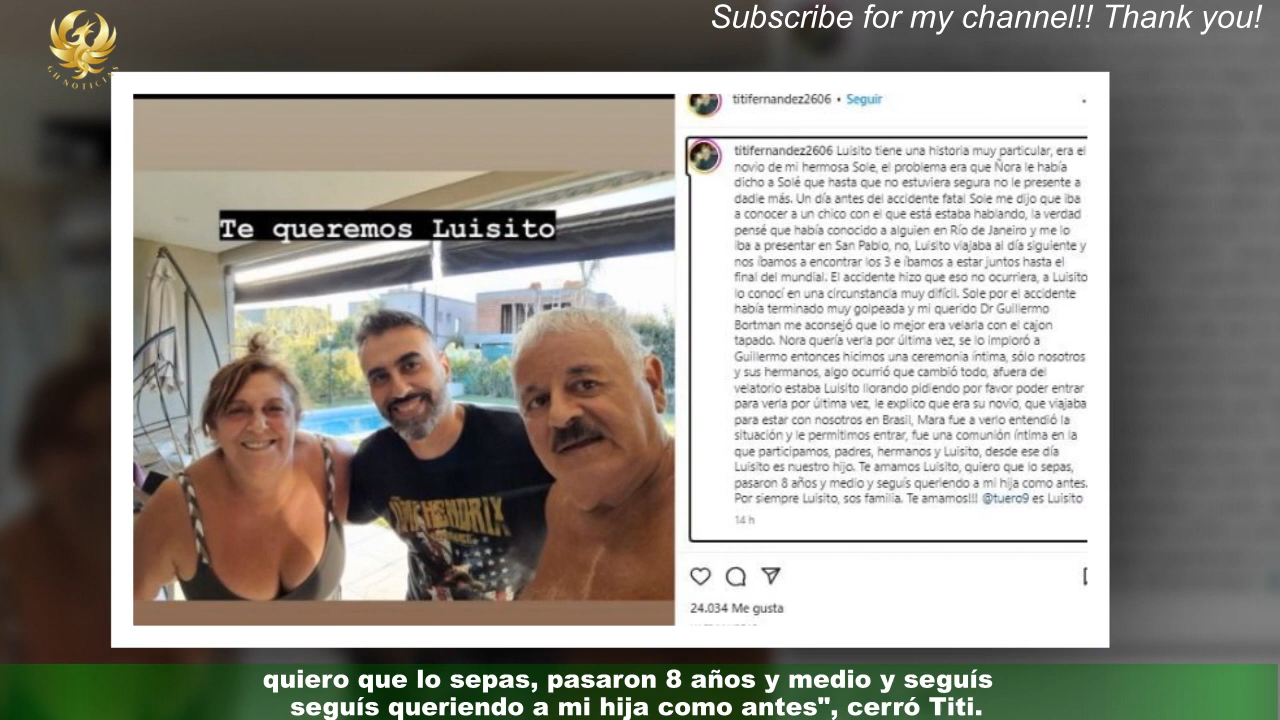 Subscribe for my channel!! Thank you!
GH NOTICIAS
titifernandez2606 • Seguir
Te queremos Luisito
titifernandez2606 Luisito tiene una historia muy particular, era el
novio de mi hermosa Sole, el problema era que Ñora le había
dicho a Solé que hasta que no estuviera segura no le presente a
dadie más. Un día antes del accidente fatal Sole me dijo que iba
a conocer a un chico con el que está estaba hablando, la verdad
pensé que había conocido a alguien en Río de Janeiro y me lo
iba a presentar en San Pablo, no, Luisito viajaba al día siguiente y
nos íbamos a encontrar los 3 e íbamos a estar juntos hasta el
final del mundial. El accidente hizo que eso no ocurriera, a Luisito
lo conocí en una circunstancia muy difícil. Sole por el accidente
había terminado muy golpeada y mi querido Dr Guillermo
Bortman me aconsejó que lo mejor era velarla con el cajon
tapado. Nora quería verla por última vez, se lo imploró a
Guillermo entonces hicimos una ceremonia íntima, sólo nosotros
y sus hermanos, algo ocurrió que cambió todo, afuera del
velatorio estaba Luisito llorando pidiendo por favor poder entrar
para verla por última vez, le explico que era su novio, que viajaba
para estar con nosotros en Brasil, Mara fue a verlo entendió la
situación y le permitimos entrar, fue una comunión íntima en la
que participamos, padres, hermanos y Luisito, desde ese día
Luisito es nuestro hijo. Te amamos Luisito, quiero que lo sepas,
pasaron 8 años y medio y seguís queriendo a mi hija como antes.
Por siempre Luisito, sos familia. Te amamos!!! @tuero9 es Luisito
14 h
24.034 Me gusta
quiero que lo sepas, pasaron 8 años y medio y seguís
seguís queriendo a mi hija como antes", cerró Titi.